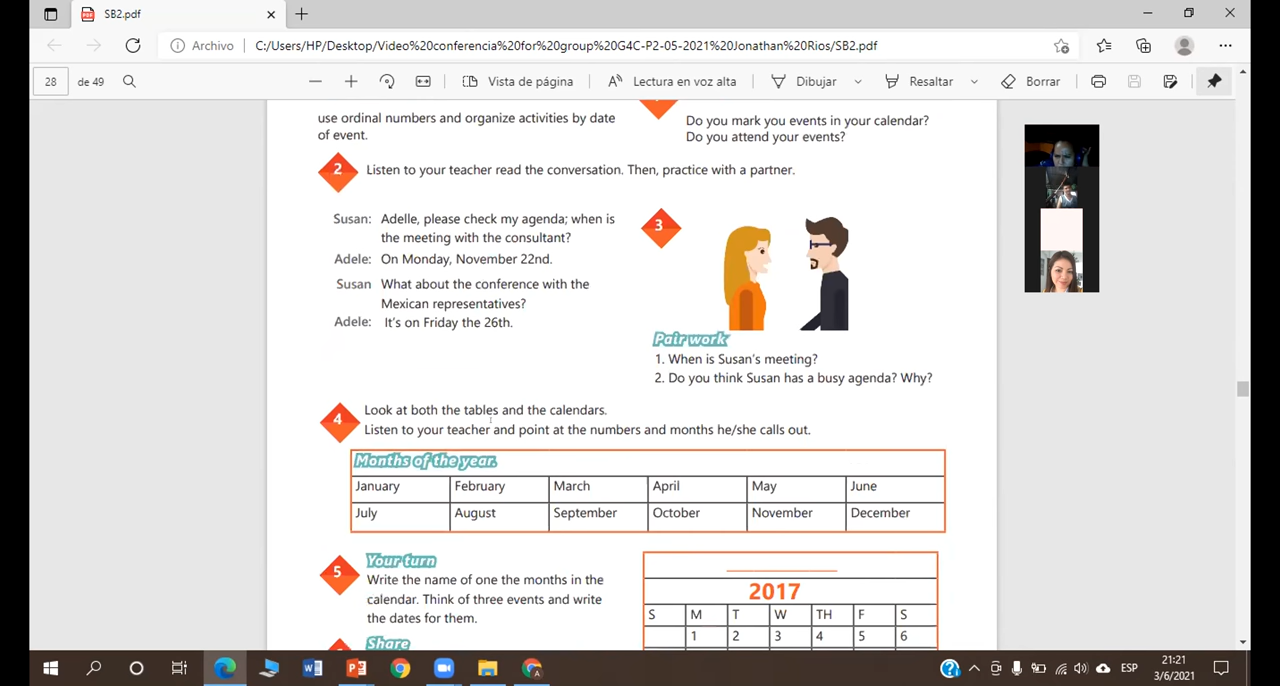 SB2.pdf
Archivo
C:/Users/HP/Desktop/Video%20conferencia%20for%20group%20G4C-P2-05-2021%20Jonathan%20Rios/SB2.pdf
28 de 49
Vista de página
Lectura en voz alta
Dibujar
Resaltar
Borrar
use ordinal numbers and organize activities by date
of event.
Do you mark you events in your calendar?
Do you attend your events?
2 Listen to your teacher read the conversation. Then, practice with a partner.
Susan: Adelle, please check my agenda; when is
the meeting with the consultant?
Adele: On Monday, November 22nd.
Susan What about the conference with the
Mexican representatives?
Adele: It's on Friday the 26th.
3
Pair work
1. When is Susan's meeting?
2. Do you think Susan has a busy agenda? Why?
4 Look at both the tables and the calendars.
Listen to your teacher and point at the numbers and months he/she calls out.
Months of the year.
January February March April May June
July August September October November December
5 Your turn
Write the name of one the months in the
calendar. Think of three events and write
the dates for them.
Share
2017
S M T W TH F S
1 2 3 4 5 6
ESP
21:21
3/6/2021